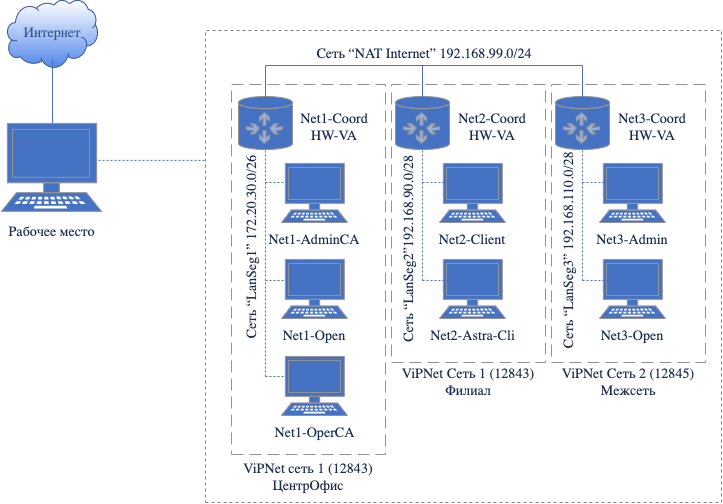 Интернет
Рабочее место
Сеть “NAT Internet” 192.168.99.0/24
Net1-Coord
HW-VA
Сеть “LanSeg1” 172.20.30.0/26
Net1-AdminCA
Net1-Open
Net1-OperCA
ViPNet сеть 1 (12843)
ЦентрОфис
Net2-Coord
HW-VA
Сеть “LanSeg2”192.168.90.0/28
Net2-Client
Net2-Astra-Cli
ViPNet Сеть 1 (12843)
Филиал
Net3-Coord
HW-VA
Сеть “LanSeg3” 192.168.110.0/28
Net3-Admin
Net3-Open
ViPNet Сеть 2 (12845)
Межсеть